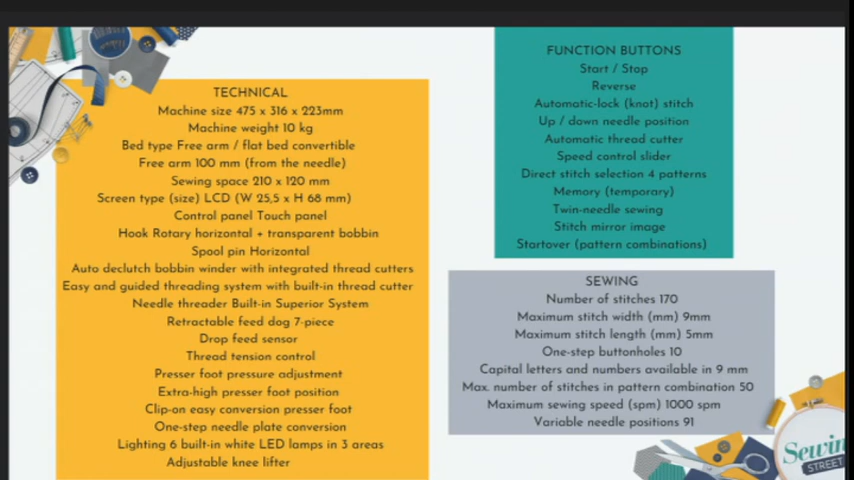 TECHNICAL
Machine size 475 x 316 x 223mm
Machine weight 10 kg
Bed type Free arm / flat bed convertible
Free arm 100 mm (from the needle)
Sewing space 210 x 120 mm
Screen type (size) LCD (W 25,5 x H 68 mm)
Control panel Touch panel
Hook Rotary horizontal + transparent bobbin
Spool pin Horizontal
Auto declutch bobbin winder with integrated thread cutters
Easy and guided threading system with built-in thread cutter
Needle threader Built-in Superior System
Retractable feed dog 7-piece
Drop feed sensor
Thread tension control
Presser foot pressure adjustment
Extra-high presser foot position
Clip-on easy conversion presser foot
One-step needle plate conversion
Lighting 6 built-in white LED lamps in 3 areas
Adjustable knee lifter
FUNCTION BUTTONS
Start / Stop
Reverse
Automatic-lock (knot) stitch
Up / down needle position
Automatic thread cutter
Speed control slider
Direct stitch selection 4 patterns
Memory (temporary)
Twin-needle sewing
Stitch mirror image
Startover (pattern combinations)
SEWING
Number of stitches 170
Maximum stitch width (mm) 9mm
Maximum stitch length (mm) 5mm
One-step buttonholes 10
Capital letters and numbers available in 9 mm
Max. number of stitches in pattern combination 50
Maximum sewing speed (spm) 1000 spm
Variable needle positions 91
Sewin
STREET